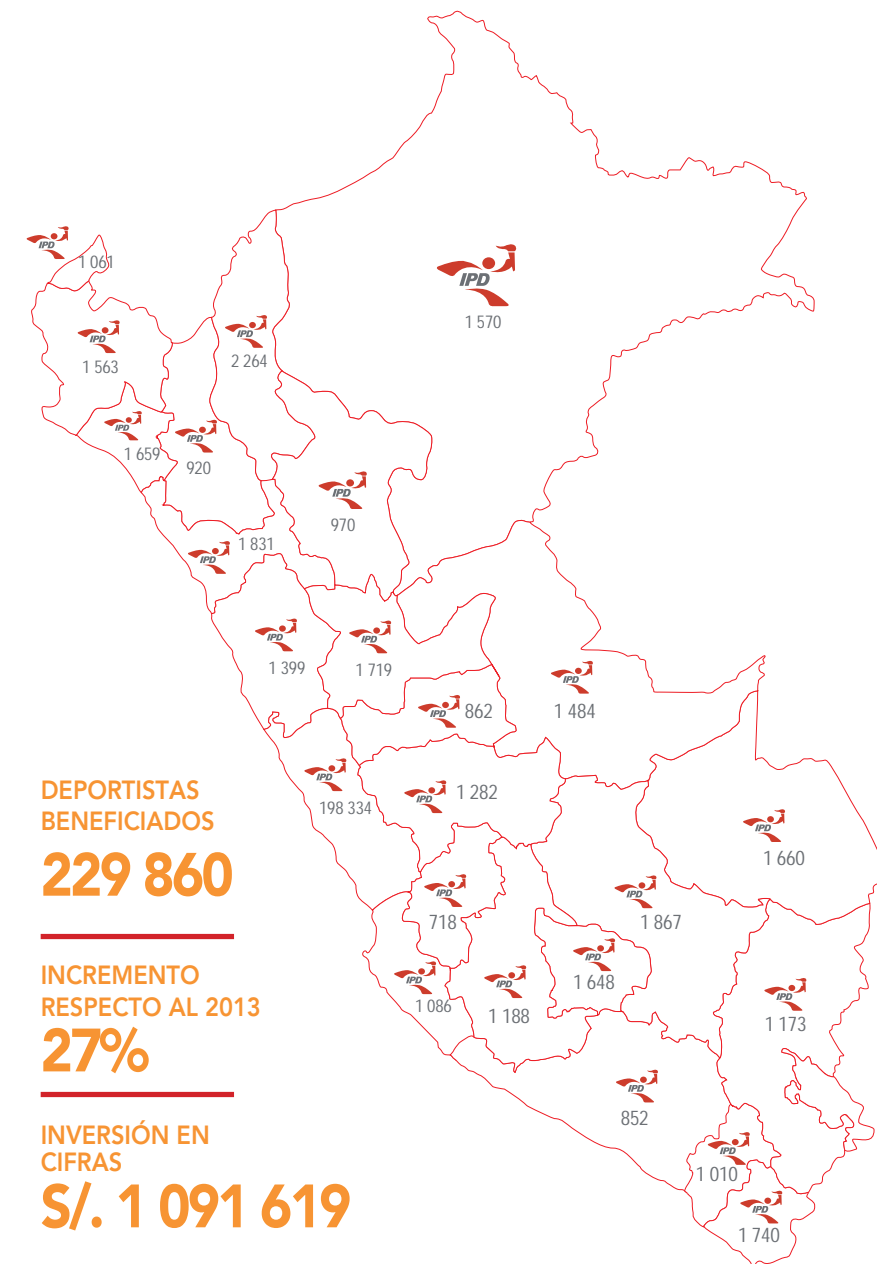 IPD
1 061
IPD
1 570
IPD
1 563
IPD
2 264
IPD
1 659
IPD
920
IPD
970
IPD
1 831
IPD
1 399
IPD
1 719
IPD
1 484
IPD
862
IPD
198 334
IPD
1 282
IPD
1 660
IPD
718
IPD
1 867
IPD
1 648
IPD
1 086
IPD
1 188
IPD
1 173
IPD
852
IPD
1 010
IPD
1 740
DEPORTISTAS
BENEFICIADOS
229 860
INCREMENTO
RESPECTO AL 2013
27%
INVERSIÓN EN
CIFRAS
S/. 1 091 619